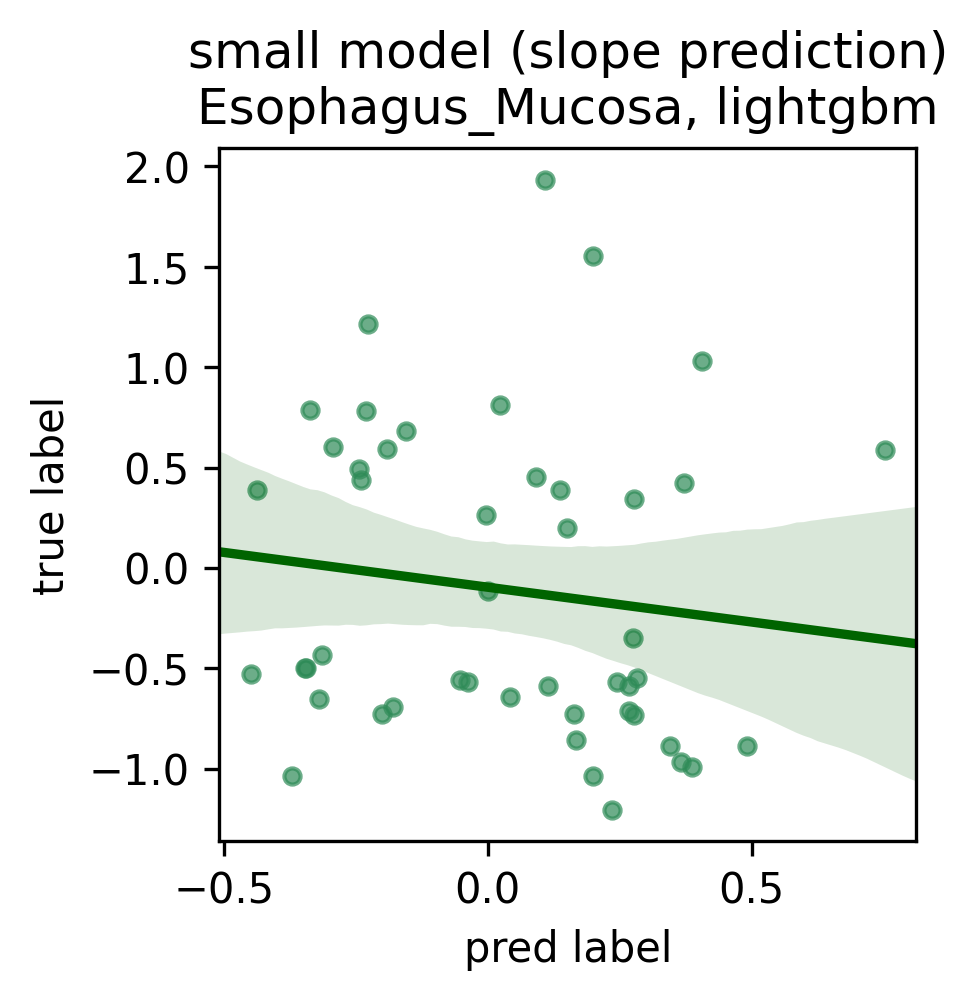 small model (slope prediction)
Esophagus_Mucosa, lightgbm
2.0
1.5
1.0
0.5
0.0
−0.5
−1.0
true label
−0.5 0.0 0.5
pred label